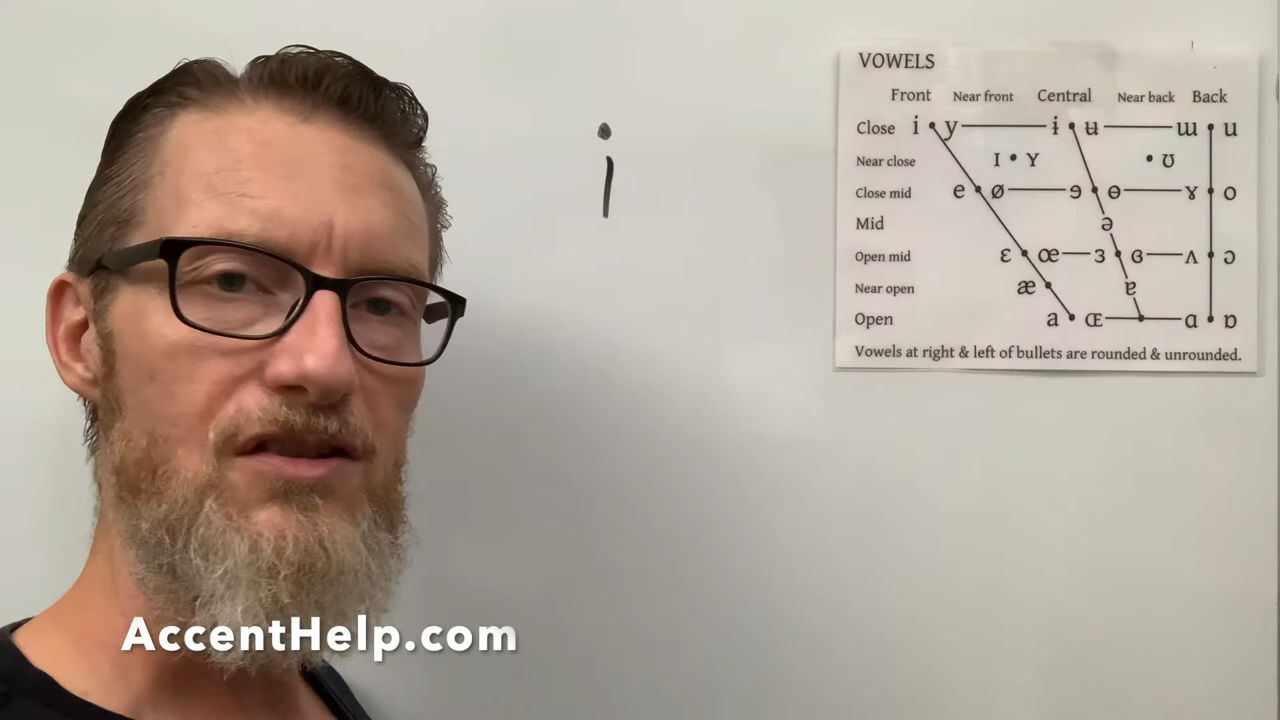 i
VOWELS
Front Near front Central Near back Back
Close i y ɨ ʉ ɯ u
Near close ɪ ʏ ʊ
Close mid e ø ɘ ɵ ɤ o
Mid ə
Open mid ɛ œ ɜ ɞ ʌ ɔ
Near open æ ɐ
Open a ɶ ɑ ɒ
Vowels at right & left of bullets are rounded & unrounded.
AccentHelp.com